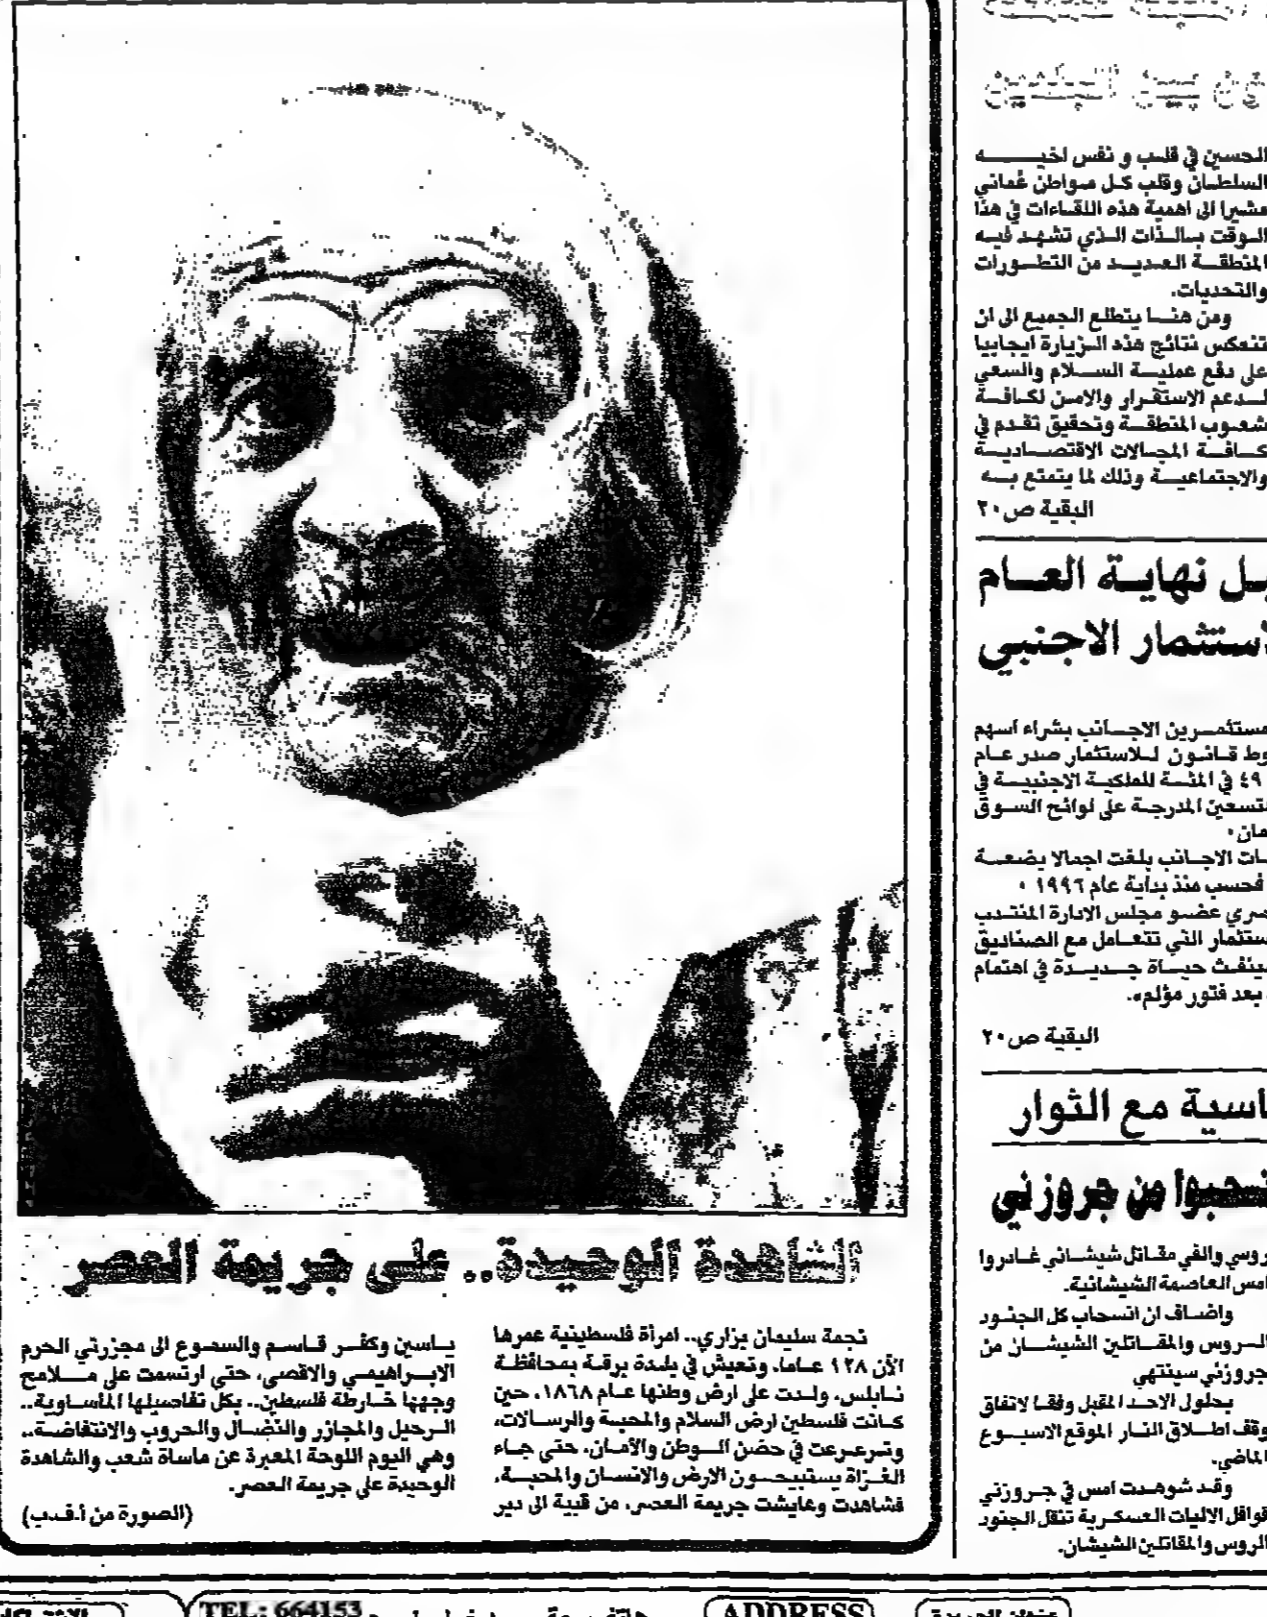 ين بين البلدين
الحسين في قلب و نفس اخيه
السلطان وقلب كل مواطن عُماني
مشيرا الى اهمية هذه اللقاءات في هذا
الوقت بالذات الذي تشهد فيه
المنطقة العديد من التطورات
والتحديات.
ومن هنا يتطلع الجميع الى ان
تنعكس نتائج هذه الزيارة ايجابيا
على دفع عملية السلام والسعي
لدعم الاستقرار والامن لكافة
شعوب المنطقة وتحقيق تقدم في
كافة المجالات الاقتصادية
والاجتماعية وذلك لما يتمتع به
البقية ص٢٠
نهاية العام
الاجنبي
الاجانب بشراء اسهم
قانون للاستثمار صدر عام
٤٩ في المئة للملكية الاجنبية في
المدرجة على لوائح السوق
الاجانب بلغت اجمالا بضعة
فحسب منذ بداية عام ١٩٩٦ ٠
عضو مجلس الادارة المنتدب
التي تتعامل مع الصناديق
حياة جديدة في اهتمام
بعد فتور مؤلم».
البقية ص٢٠
مع الثوار
من جروزني
روسي والفي مقاتل شيشاني غادروا
امس العاصمة الشيشانية.
واضاف ان انسحاب كل الجنود
الروس والمقاتلين الشيشان من
جروزني سينتهي
بحلول الاحد المقبل وفقا لاتفاق
وقف اطلاق النار الموقع الاسبوع
الماضي.
وقد شوهدت امس في جروزني
قوافل الاليات العسكرية تنقل الجنود
الروس والمقاتلين الشيشان.
الشاهدة الوحيدة.. على جريمة العصر
نجمة سليمان بزاري.. امرأة فلسطينية عمرها
الآن ١٢٨ عاما، وتعيش في بلدة برقة بمحافظة
نابلس، ولدت على ارض وطنها عام ١٨٦٨، حين
كانت فلسطين ارض السلام والمحبة والرسالات،
وترعرعت في حضن الوطن والأمان، حتى جاء
الغزاة يستبيحون الارض والانسان والمحبة،
فشاهدت وعايشت جريمة العصر، من قبية الى دير
ياسين وكفر قاسم والسموع الى مجزرتي الحرم
الابراهيمي والاقصى، حتى ارتسمت على ملامح
وجهها خارطة فلسطين.. بكل تفاصيلها المأساوية..
الرحيل والمجازر والنضال والحروب والانتفاضة..
وهي اليوم اللوحة المعبرة عن ماساة شعب والشاهدة
الوحيدة على جريمة العصر.
(الصورة من أ.ف.ب)
TEL: 664153
ADDRESS